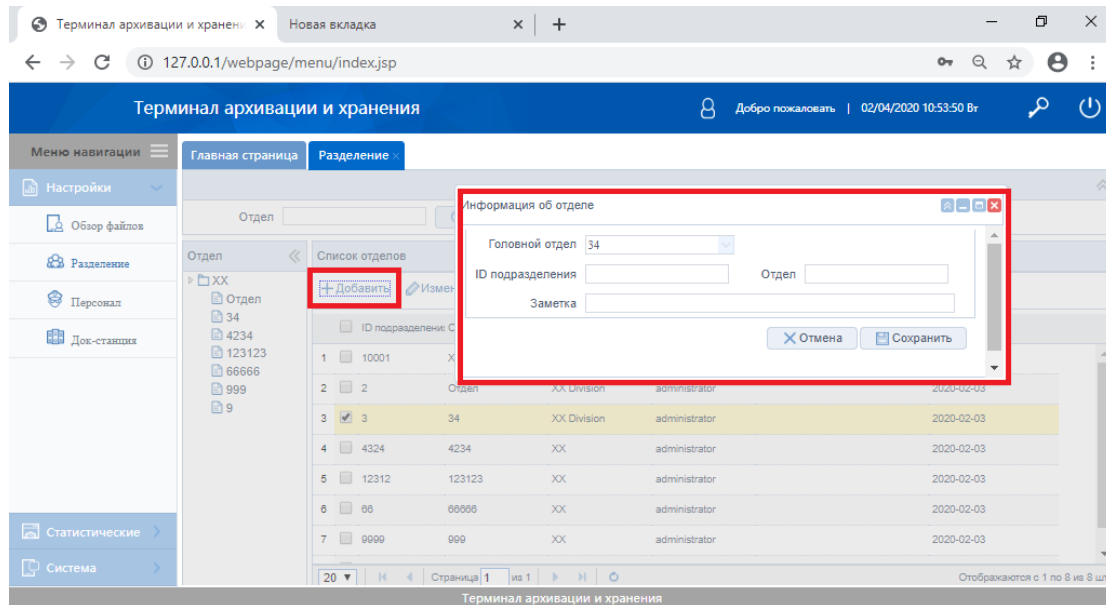 Терминал архивации и хранени
Новая вкладка
127.0.0.1/webpage/menu/index.jsp
Терминал архивации и хранения
Добро пожаловать | 02/04/2020 10:53:50 Вт
Меню навигации
Главная страница
Разделение
Настройки
Обзор файлов
Разделение
Персонал
Док-станция
Статистические
Система
Отдел
Отдел
XX
Отдел
34
4234
123123
66666
999
9
Список отделов
Добавить
Измен
Информация об отделе
Головной отдел 34
ID подразделения
Отдел
Заметка
Отмена
Сохранить
ID подразделени
1 10001 X
2 2 Отдел XX Division administrator 2020-02-03
3 3 34 XX Division administrator 2020-02-03
4 4324 4234 XX administrator 2020-02-03
5 12312 123123 XX administrator 2020-02-03
6 66 66666 XX administrator 2020-02-03
7 9999 999 XX administrator 2020-02-03
20 Страница 1 из 1
Отображаются с 1 по 8 из 8 шт
Терминал архивации и хранения